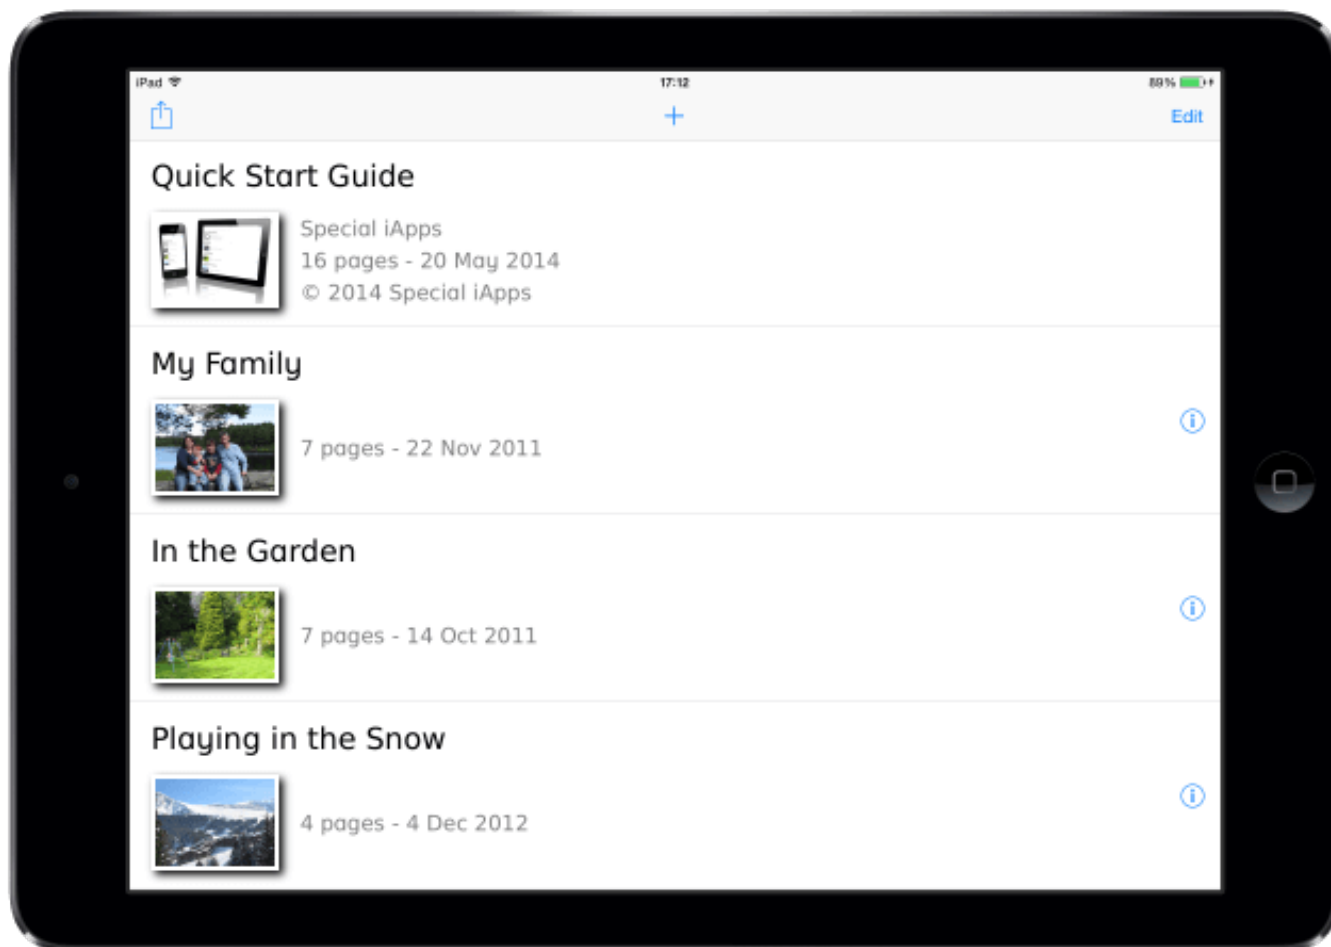 iPad 17:12 89%
Edit
Quick Start Guide
Special iApps
16 pages - 20 May 2014
© 2014 Special iApps
My Family
7 pages - 22 Nov 2011
In the Garden
7 pages - 14 Oct 2011
Playing in the Snow
4 pages - 4 Dec 2012